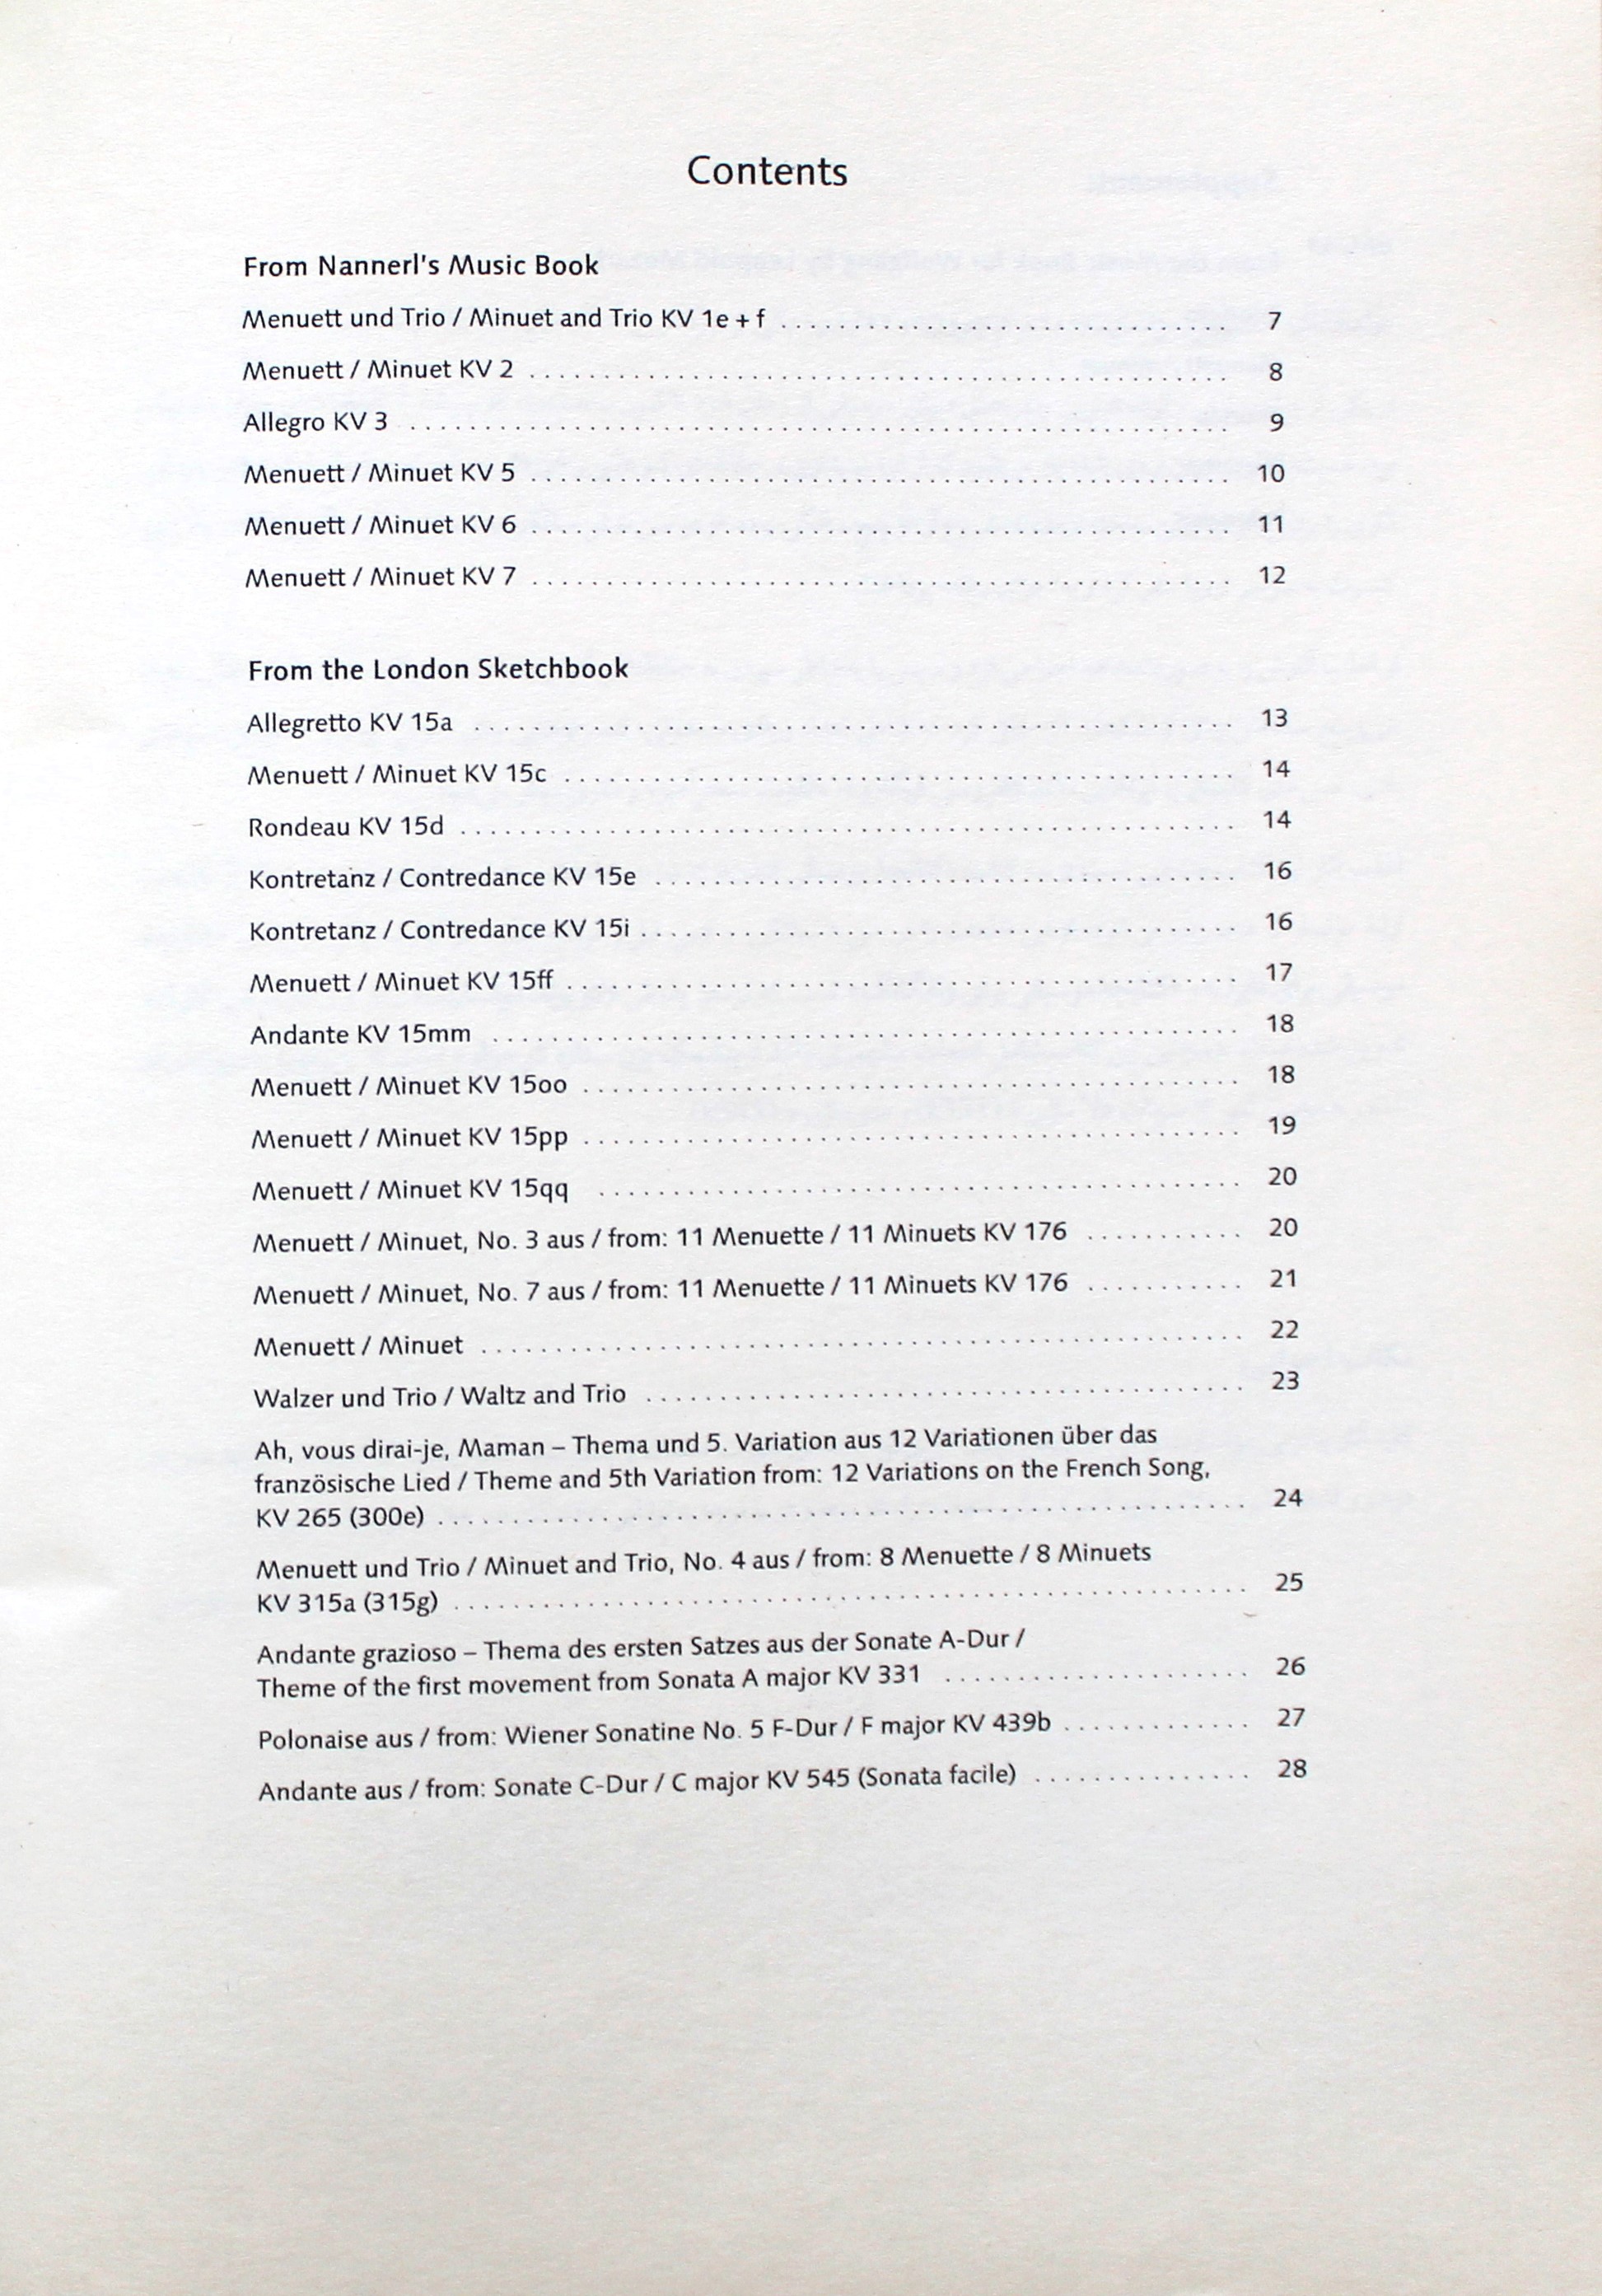 Contents
From Nannerl's Music Book
Menuett und Trio / Minuet and Trio KV 1e + f . . . . . . . . . . . . . . . . . . . . . . . . . . . . . . 7
Menuett / Minuet KV 2 . . . . . . . . . . . . . . . . . . . . . . . . . . . . . . 8
Allegro KV 3 . . . . . . . . . . . . . . . . . . . . . . . . . . . . . . 9
Menuett / Minuet KV 5 . . . . . . . . . . . . . . . . . . . . . . . . . . . . . . 10
Menuett / Minuet KV 6 . . . . . . . . . . . . . . . . . . . . . . . . . . . . . . 11
Menuett / Minuet KV 7 . . . . . . . . . . . . . . . . . . . . . . . . . . . . . . 12
From the London Sketchbook
Allegretto KV 15a . . . . . . . . . . . . . . . . . . . . . . . . . . . . . . 13
Menuett / Minuet KV 15c . . . . . . . . . . . . . . . . . . . . . . . . . . . . . . 14
Rondeau KV 15d . . . . . . . . . . . . . . . . . . . . . . . . . . . . . . 14
Kontretanz / Contredance KV 15e . . . . . . . . . . . . . . . . . . . . . . . . . . . . . . 16
Kontretanz / Contredance KV 15i . . . . . . . . . . . . . . . . . . . . . . . . . . . . . . 16
Menuett / Minuet KV 15ff . . . . . . . . . . . . . . . . . . . . . . . . . . . . . . 17
Andante KV 15mm . . . . . . . . . . . . . . . . . . . . . . . . . . . . . . 18
Menuett / Minuet KV 15oo . . . . . . . . . . . . . . . . . . . . . . . . . . . . . . 18
Menuett / Minuet KV 15pp . . . . . . . . . . . . . . . . . . . . . . . . . . . . . . 19
Menuett / Minuet KV 15qq . . . . . . . . . . . . . . . . . . . . . . . . . . . . . . 20
Menuett / Minuet, No. 3 aus / from: 11 Menuette / 11 Minuets KV 176 . . . . . . . . . . . 20
Menuett / Minuet, No. 7 aus / from: 11 Menuette / 11 Minuets KV 176 . . . . . . . . . . . 21
Menuett / Minuet . . . . . . . . . . . . . . . . . . . . . . . . . . . . . . 22
Walzer und Trio / Waltz and Trio . . . . . . . . . . . . . . . . . . . . . . . . . . . . . . 23
Ah, vous dirai-je, Maman – Thema und 5. Variation aus 12 Variationen über das
französische Lied / Theme and 5th Variation from: 12 Variations on the French Song,
KV 265 (300e) . . . . . . . . . . . . . . . . . . . . . . . . . . . . . . 24
Menuett und Trio / Minuet and Trio, No. 4 aus / from: 8 Menuette / 8 Minuets
KV 315a (315g) . . . . . . . . . . . . . . . . . . . . . . . . . . . . . . 25
Andante grazioso – Thema des ersten Satzes aus der Sonate A-Dur /
Theme of the first movement from Sonata A major KV 331 . . . . . . . . . . . . . . . . . . . . . 26
Polonaise aus / from: Wiener Sonatine No. 5 F-Dur / F major KV 439b . . . . . . . . . . . . . 27
Andante aus / from: Sonate C-Dur / C major KV 545 (Sonata facile) . . . . . . . . . . . . . . . 28